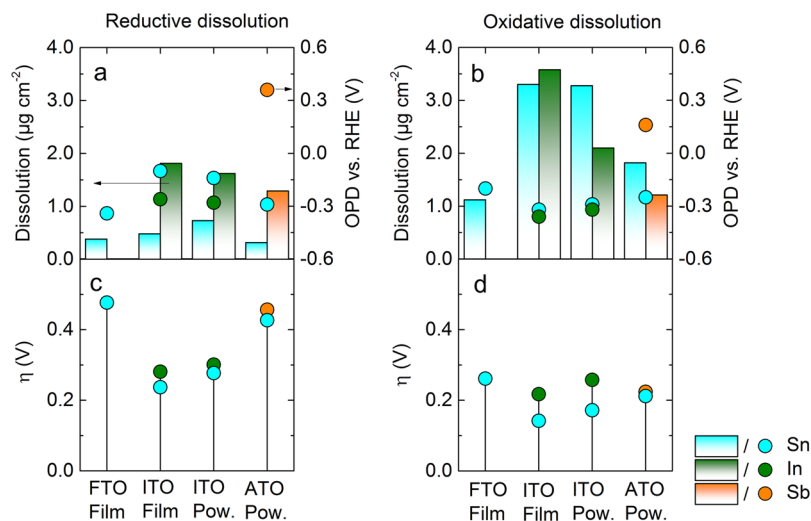 Reductive dissolution
Oxidative dissolution
4.0
3.0
2.0
1.0
0.0
Dissolution (µg cm⁻²)
a
0.6
0.3
0.0
-0.3
-0.6
OPD vs. RHE (V)
4.0
3.0
2.0
1.0
0.0
Dissolution (µg cm⁻²)
b
0.6
0.3
0.0
-0.3
-0.6
OPD vs. RHE (V)
c
0.4
0.2
0.0
η (V)
d
0.4
0.2
0.0
η (V)
FTO ITO ITO ATO
Film Film Pow. Pow.
FTO ITO ITO ATO
Film Film Pow. Pow.
/ Sn
/ In
/ Sb